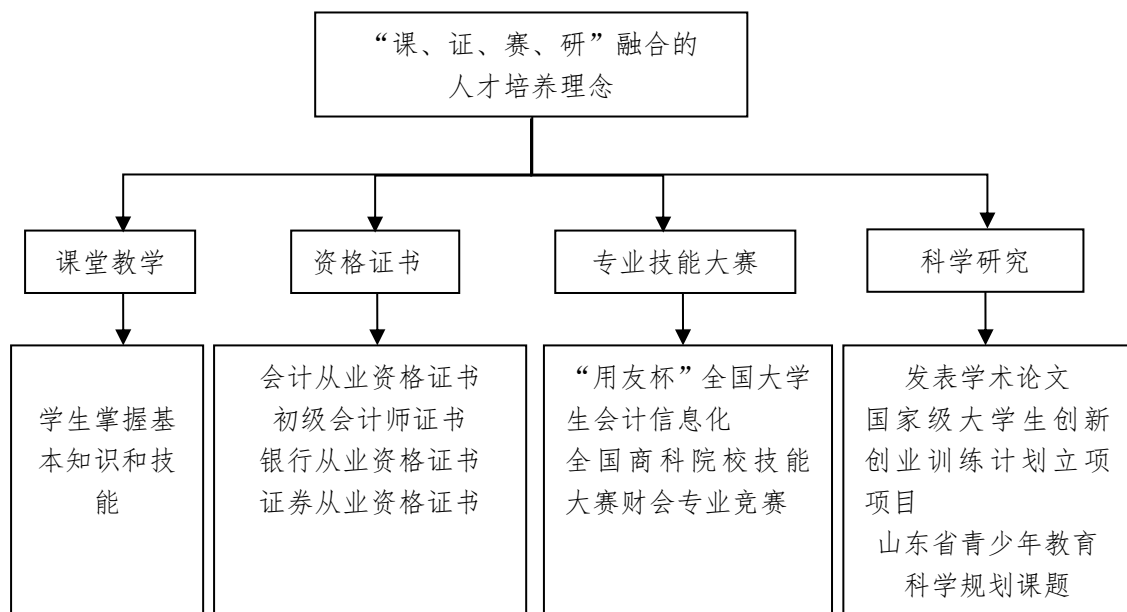 “课、证、赛、研”融合的
人才培养理念
课堂教学
资格证书
专业技能大赛
科学研究
学生掌握基
本知识和技
能
会计从业资格证书
初级会计师证书
银行从业资格证书
证券从业资格证书
“用友杯”全国大学
生会计信息化
全国商科院校技能
大赛财会专业竞赛
发表学术论文
国家级大学生创新
创业训练计划立项
项目
山东省青少年教育
科学规划课题